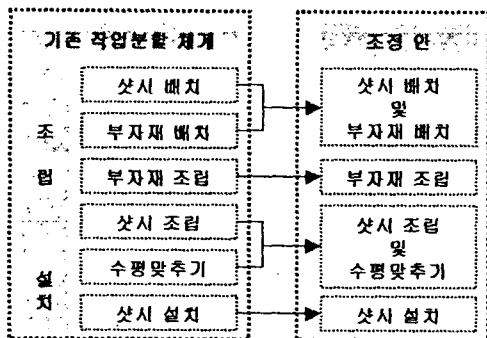 기존 작업분할 체계
조립
설치
샷시 배치
부자재 배치
부자재 조립
샷시 조립
수평맞추기
샷시 설치
조정 안
샷시 배치
및
부자재 배치
부자재 조립
샷시 조립
및
수평맞추기
샷시 설치